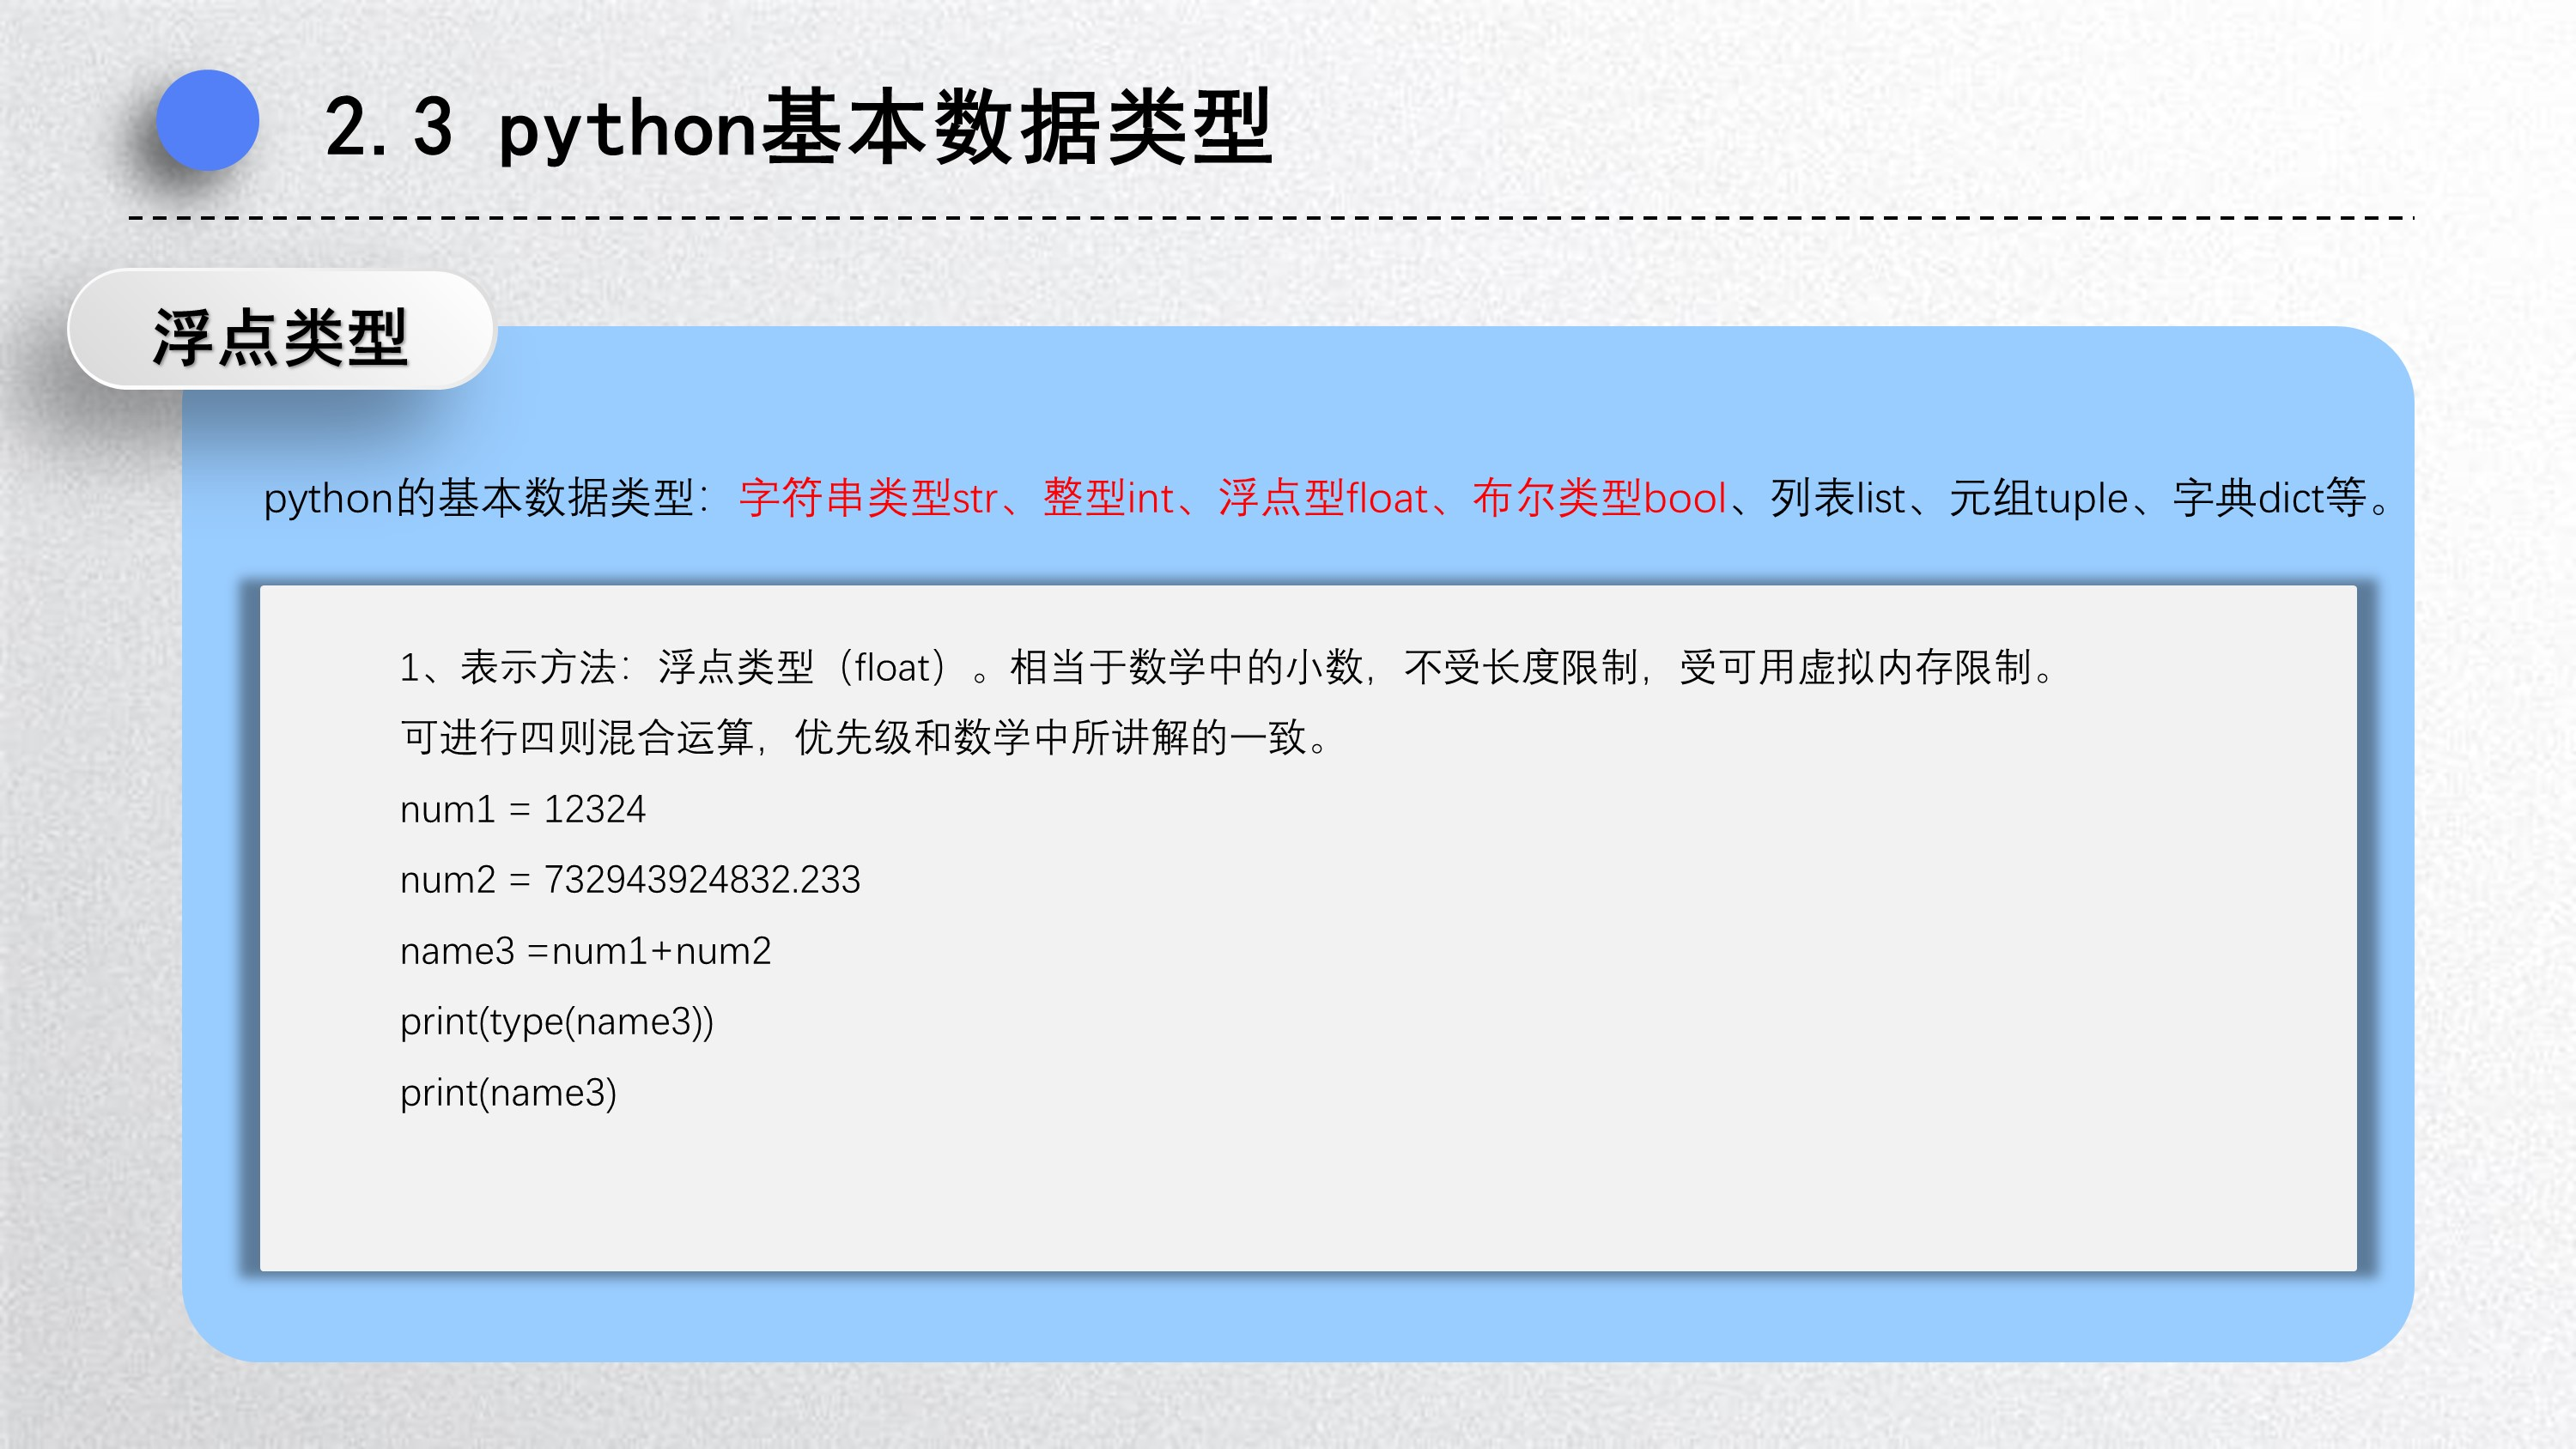 2.3 python基本数据类型
浮点类型
python的基本数据类型：字符串类型str、整型int、浮点型float、布尔类型bool、列表list、元组tuple、字典dict等。
1、表示方法：浮点类型（float）。相当于数学中的小数，不受长度限制，受可用虚拟内存限制。
可进行四则混合运算，优先级和数学中所讲解的一致。
num1 = 12324
num2 = 732943924832.233
name3 =num1+num2
print(type(name3))
print(name3)